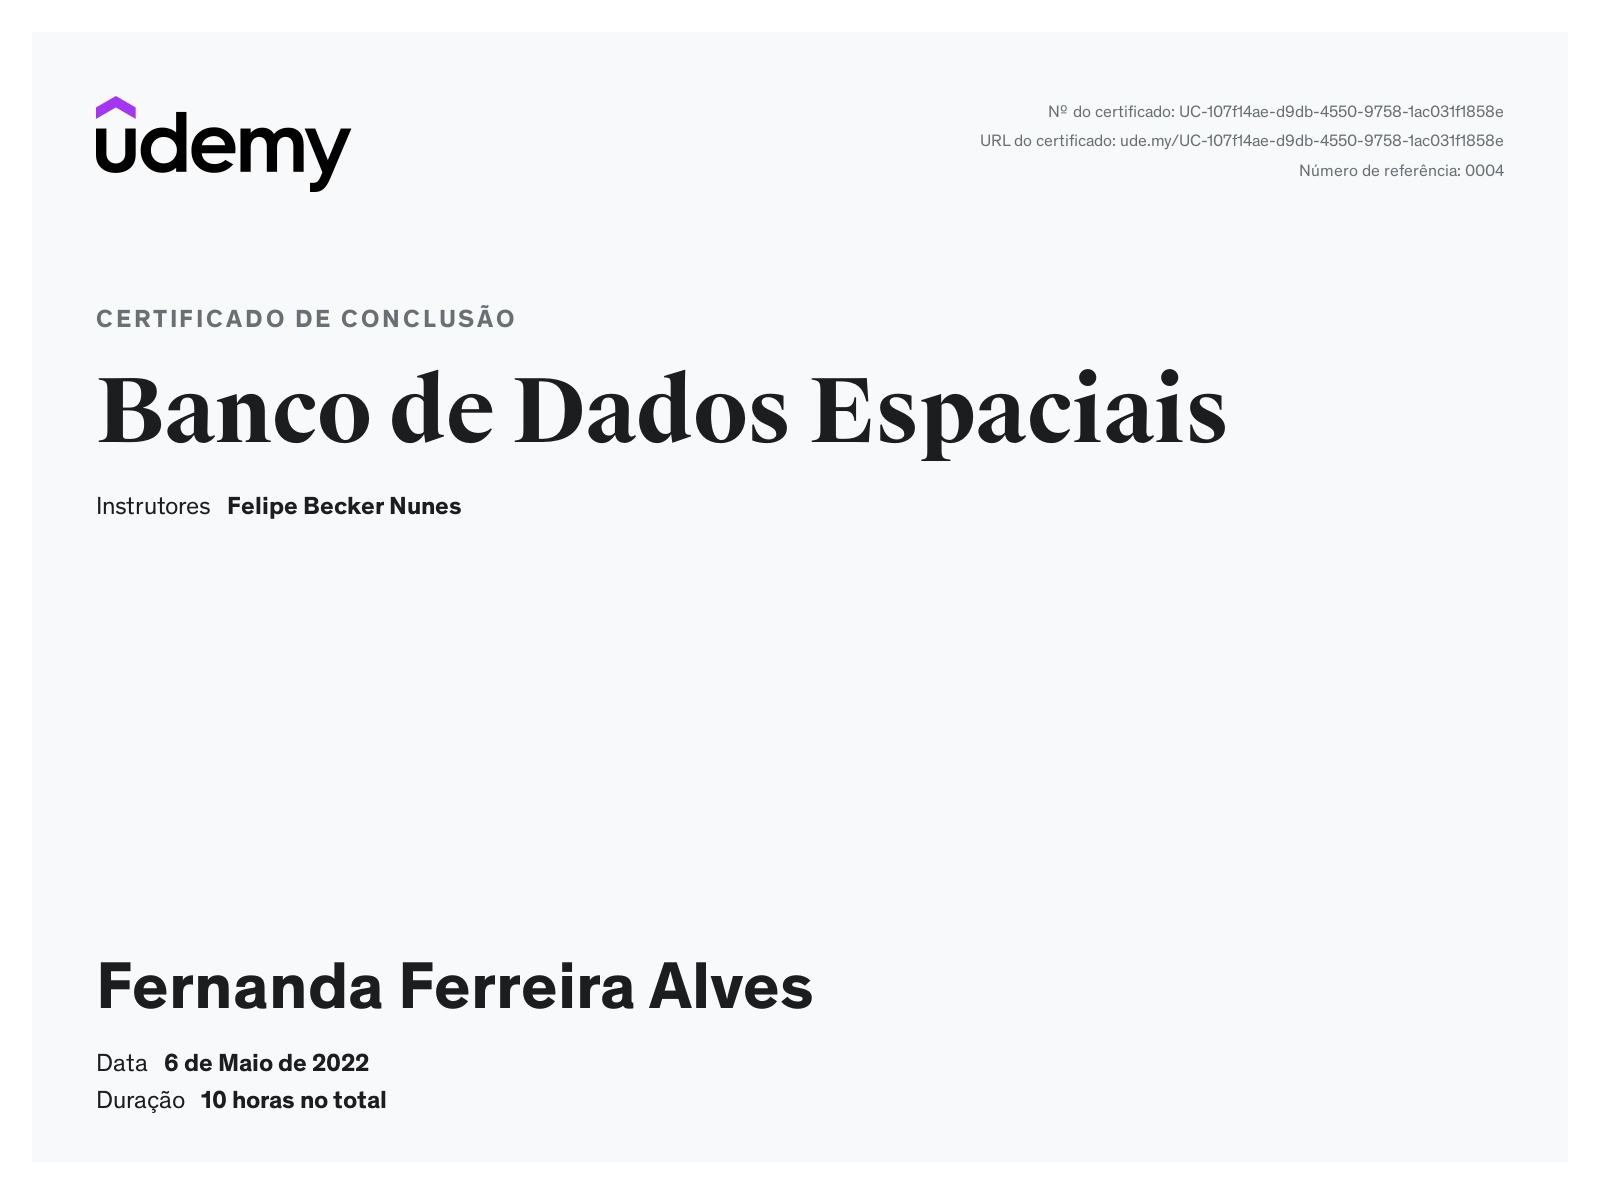 udemy
Nº do certificado: UC-107f14ae-d9db-4550-9758-1ac031f1858e
URL do certificado: ude.my/UC-107f14ae-d9db-4550-9758-1ac031f1858e
Número de referência: 0004
CERTIFICADO DE CONCLUSÃO
Banco de Dados Espaciais
Instrutores Felipe Becker Nunes
Fernanda Ferreira Alves
Data 6 de Maio de 2022
Duração 10 horas no total